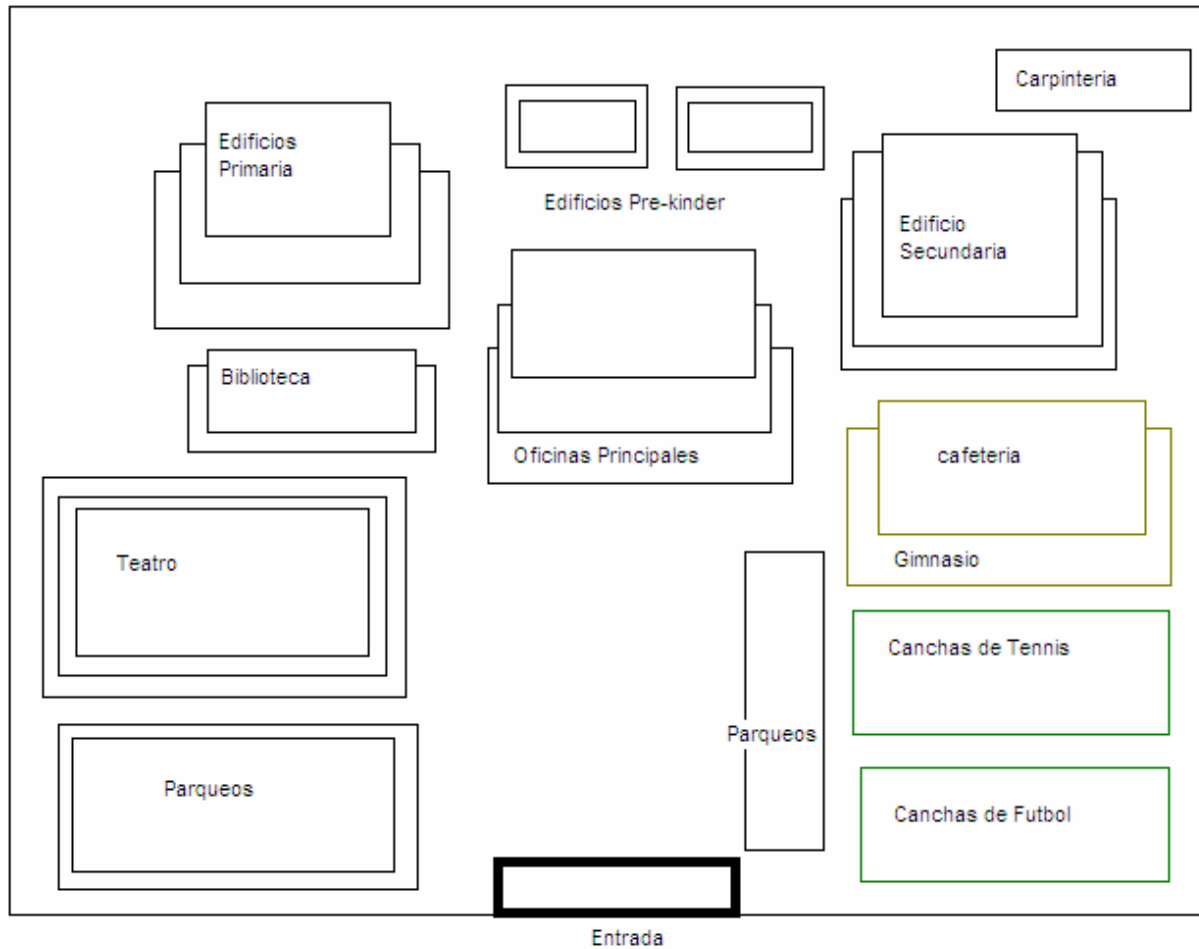 Carpinteria
Edificios
Primaria
Edificios Pre-kinder
Edificio
Secundaria
Biblioteca
Oficinas Principales
cafeteria
Gimnasio
Teatro
Canchas de Tennis
Parqueos
Parqueos
Canchas de Futbol
Entrada